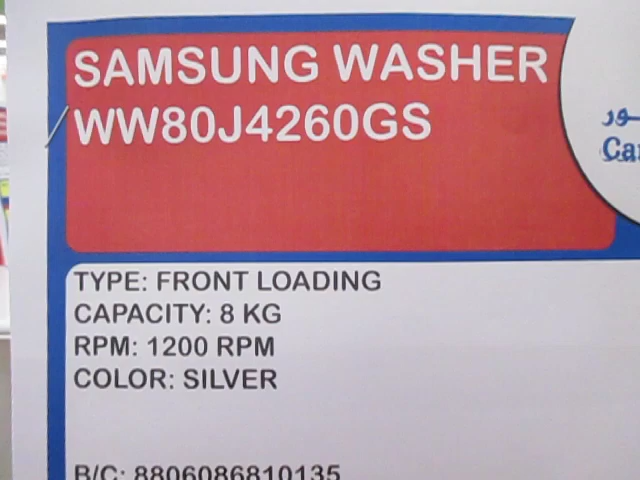 SAMSUNG WASHER
WW80J4260GS
TYPE: FRONT LOADING
CAPACITY: 8 KG
RPM: 1200 RPM
COLOR: SILVER
B/C: 8806086810135